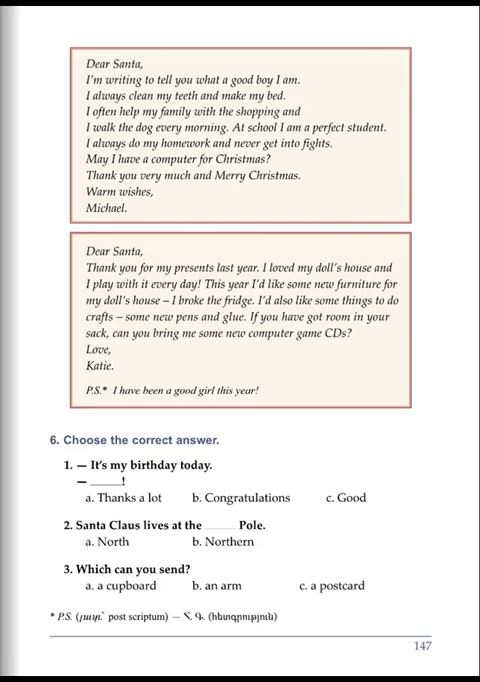 Dear Santa,
I'm writing to tell you what a good boy I am.
I always clean my teeth and make my bed.
I often help my family with the shopping and
I walk the dog every morning. At school I am a perfect student.
I always do my homework and never get into fights.
May I have a computer for Christmas?
Thank you very much and Merry Christmas.
Warm wishes,
Michael.
Dear Santa,
Thank you for my presents last year. I loved my doll's house and
I play with it every day! This year I'd like some new furniture for
my doll's house – I broke the fridge. I'd also like some things to do
crafts – some new pens and glue. If you have got room in your
sack, can you bring me some new computer game CDs?
Love,
Katie.
P.S.* I have been a good girl this year!
6. Choose the correct answer.
1. — It's my birthday today.
— _____!
a. Thanks a lot b. Congratulations c. Good
2. Santa Claus lives at the _____ Pole.
a. North b. Northern
3. Which can you send?
a. a cupboard b. an arm c. a postcard
* P.S. (լատ՝ post scriptum) — Հ. Գ. (հետգրություն)
147